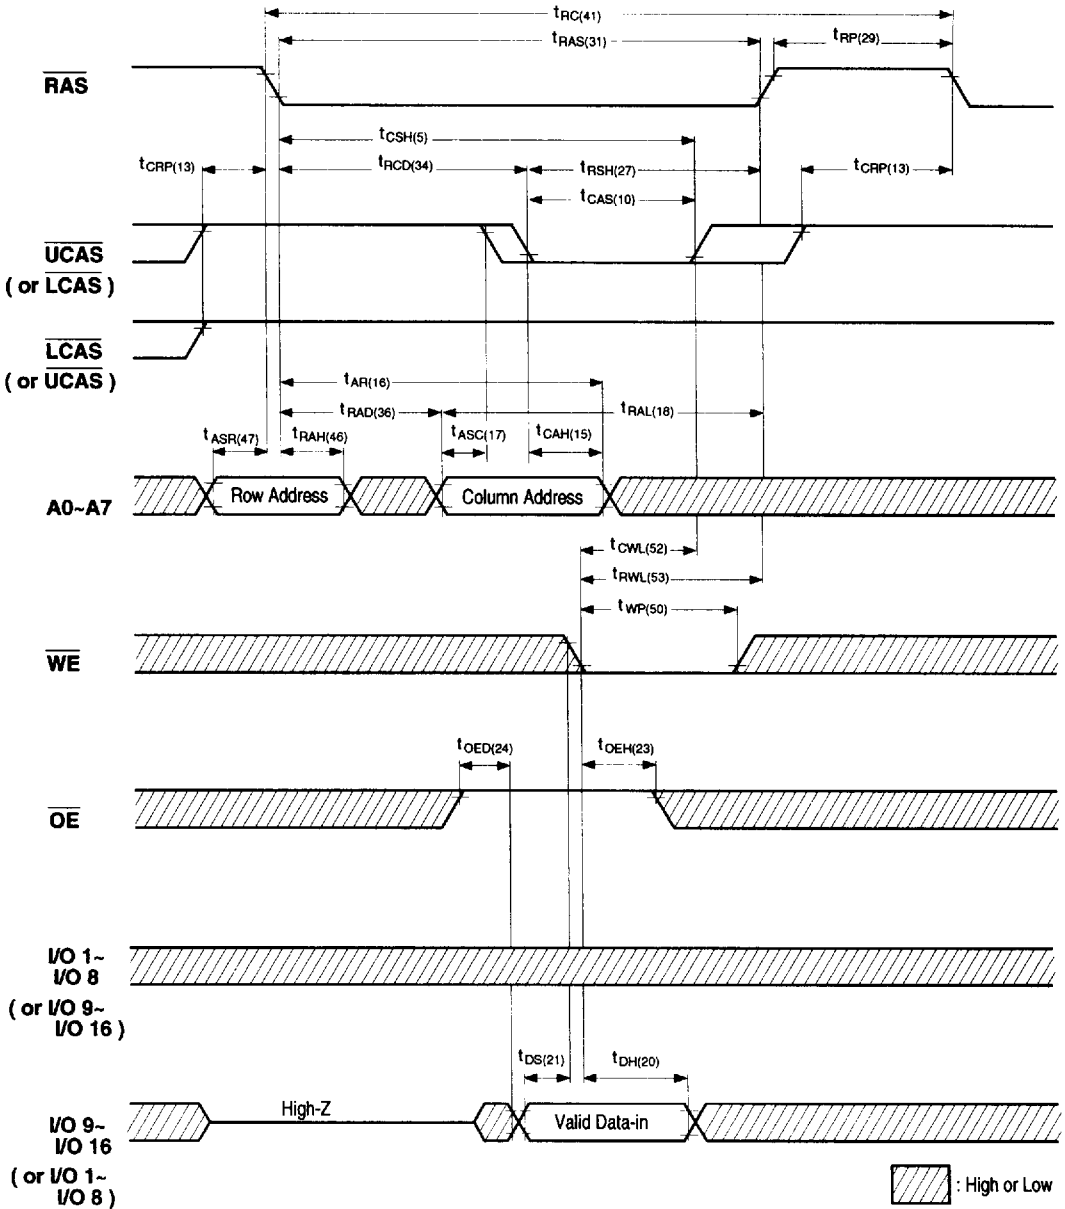 tRC(41)
tRAS(31)
tRP(29)
RAS
tCSH(5)
tCRP(13)
tRCD(34)
tRSH(27)
tCRP(13)
tCAS(10)
UCAS
( or LCAS )
LCAS
( or UCAS )
tAR(16)
tRAD(36)
tRAL(18)
tASR(47)
tRAH(46)
tASC(17)
tCAH(15)
A0~A7
Row Address
Column Address
tCWL(52)
tRWL(53)
tWP(50)
WE
tOED(24)
tOEH(23)
OE
I/O 1~
I/O 8
( or I/O 9~
I/O 16 )
tDS(21)
tDH(20)
High-Z
Valid Data-in
I/O 9~
I/O 16
( or I/O 1~
I/O 8 )
: High or Low